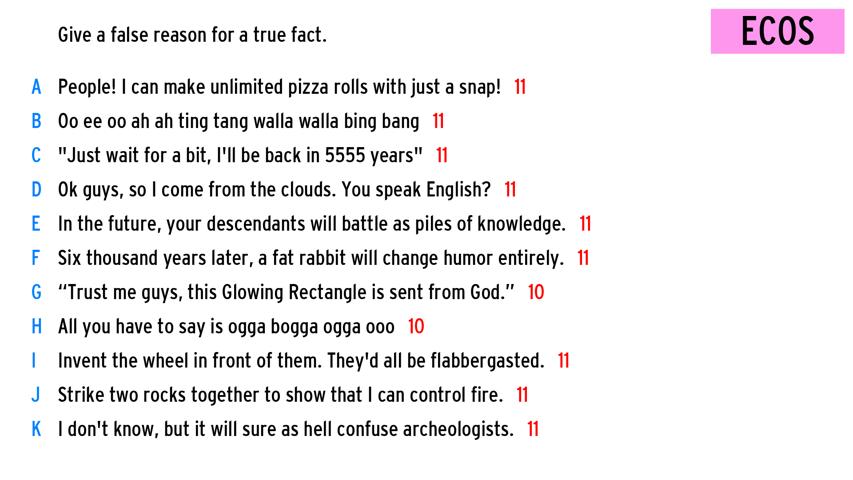 Give a false reason for a true fact.
ECOS
A People! I can make unlimited pizza rolls with just a snap! 11
B Oo ee oo ah ah ting tang walla walla bing bang 11
C "Just wait for a bit, I'll be back in 5555 years" 11
D Ok guys, so I come from the clouds. You speak English? 11
E In the future, your descendants will battle as piles of knowledge. 11
F Six thousand years later, a fat rabbit will change humor entirely. 11
G “Trust me guys, this Glowing Rectangle is sent from God.” 10
H All you have to say is ogga bogga ogga ooo 10
I Invent the wheel in front of them. They'd all be flabbergasted. 11
J Strike two rocks together to show that I can control fire. 11
K I don't know, but it will sure as hell confuse archeologists. 11